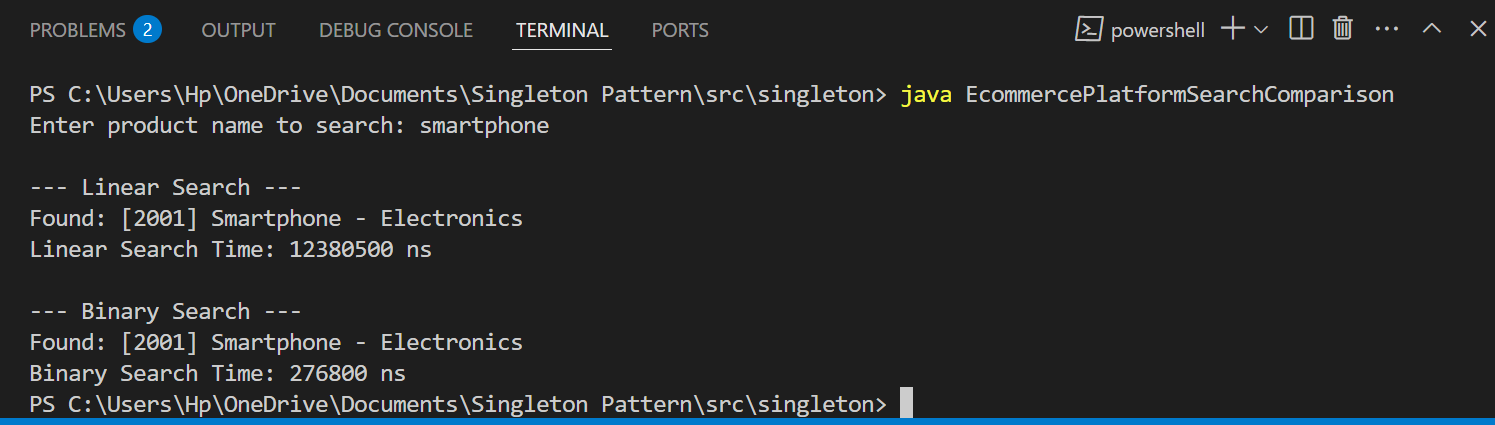 PROBLEMS 2 OUTPUT DEBUG CONSOLE TERMINAL PORTS powershell
PS C:\Users\Hp\OneDrive\Documents\Singleton Pattern\src\singleton> java EcommercePlatformSearchComparison
Enter product name to search: smartphone
--- Linear Search ---
Found: [2001] Smartphone - Electronics
Linear Search Time: 12380500 ns
--- Binary Search ---
Found: [2001] Smartphone - Electronics
Binary Search Time: 276800 ns
PS C:\Users\Hp\OneDrive\Documents\Singleton Pattern\src\singleton>